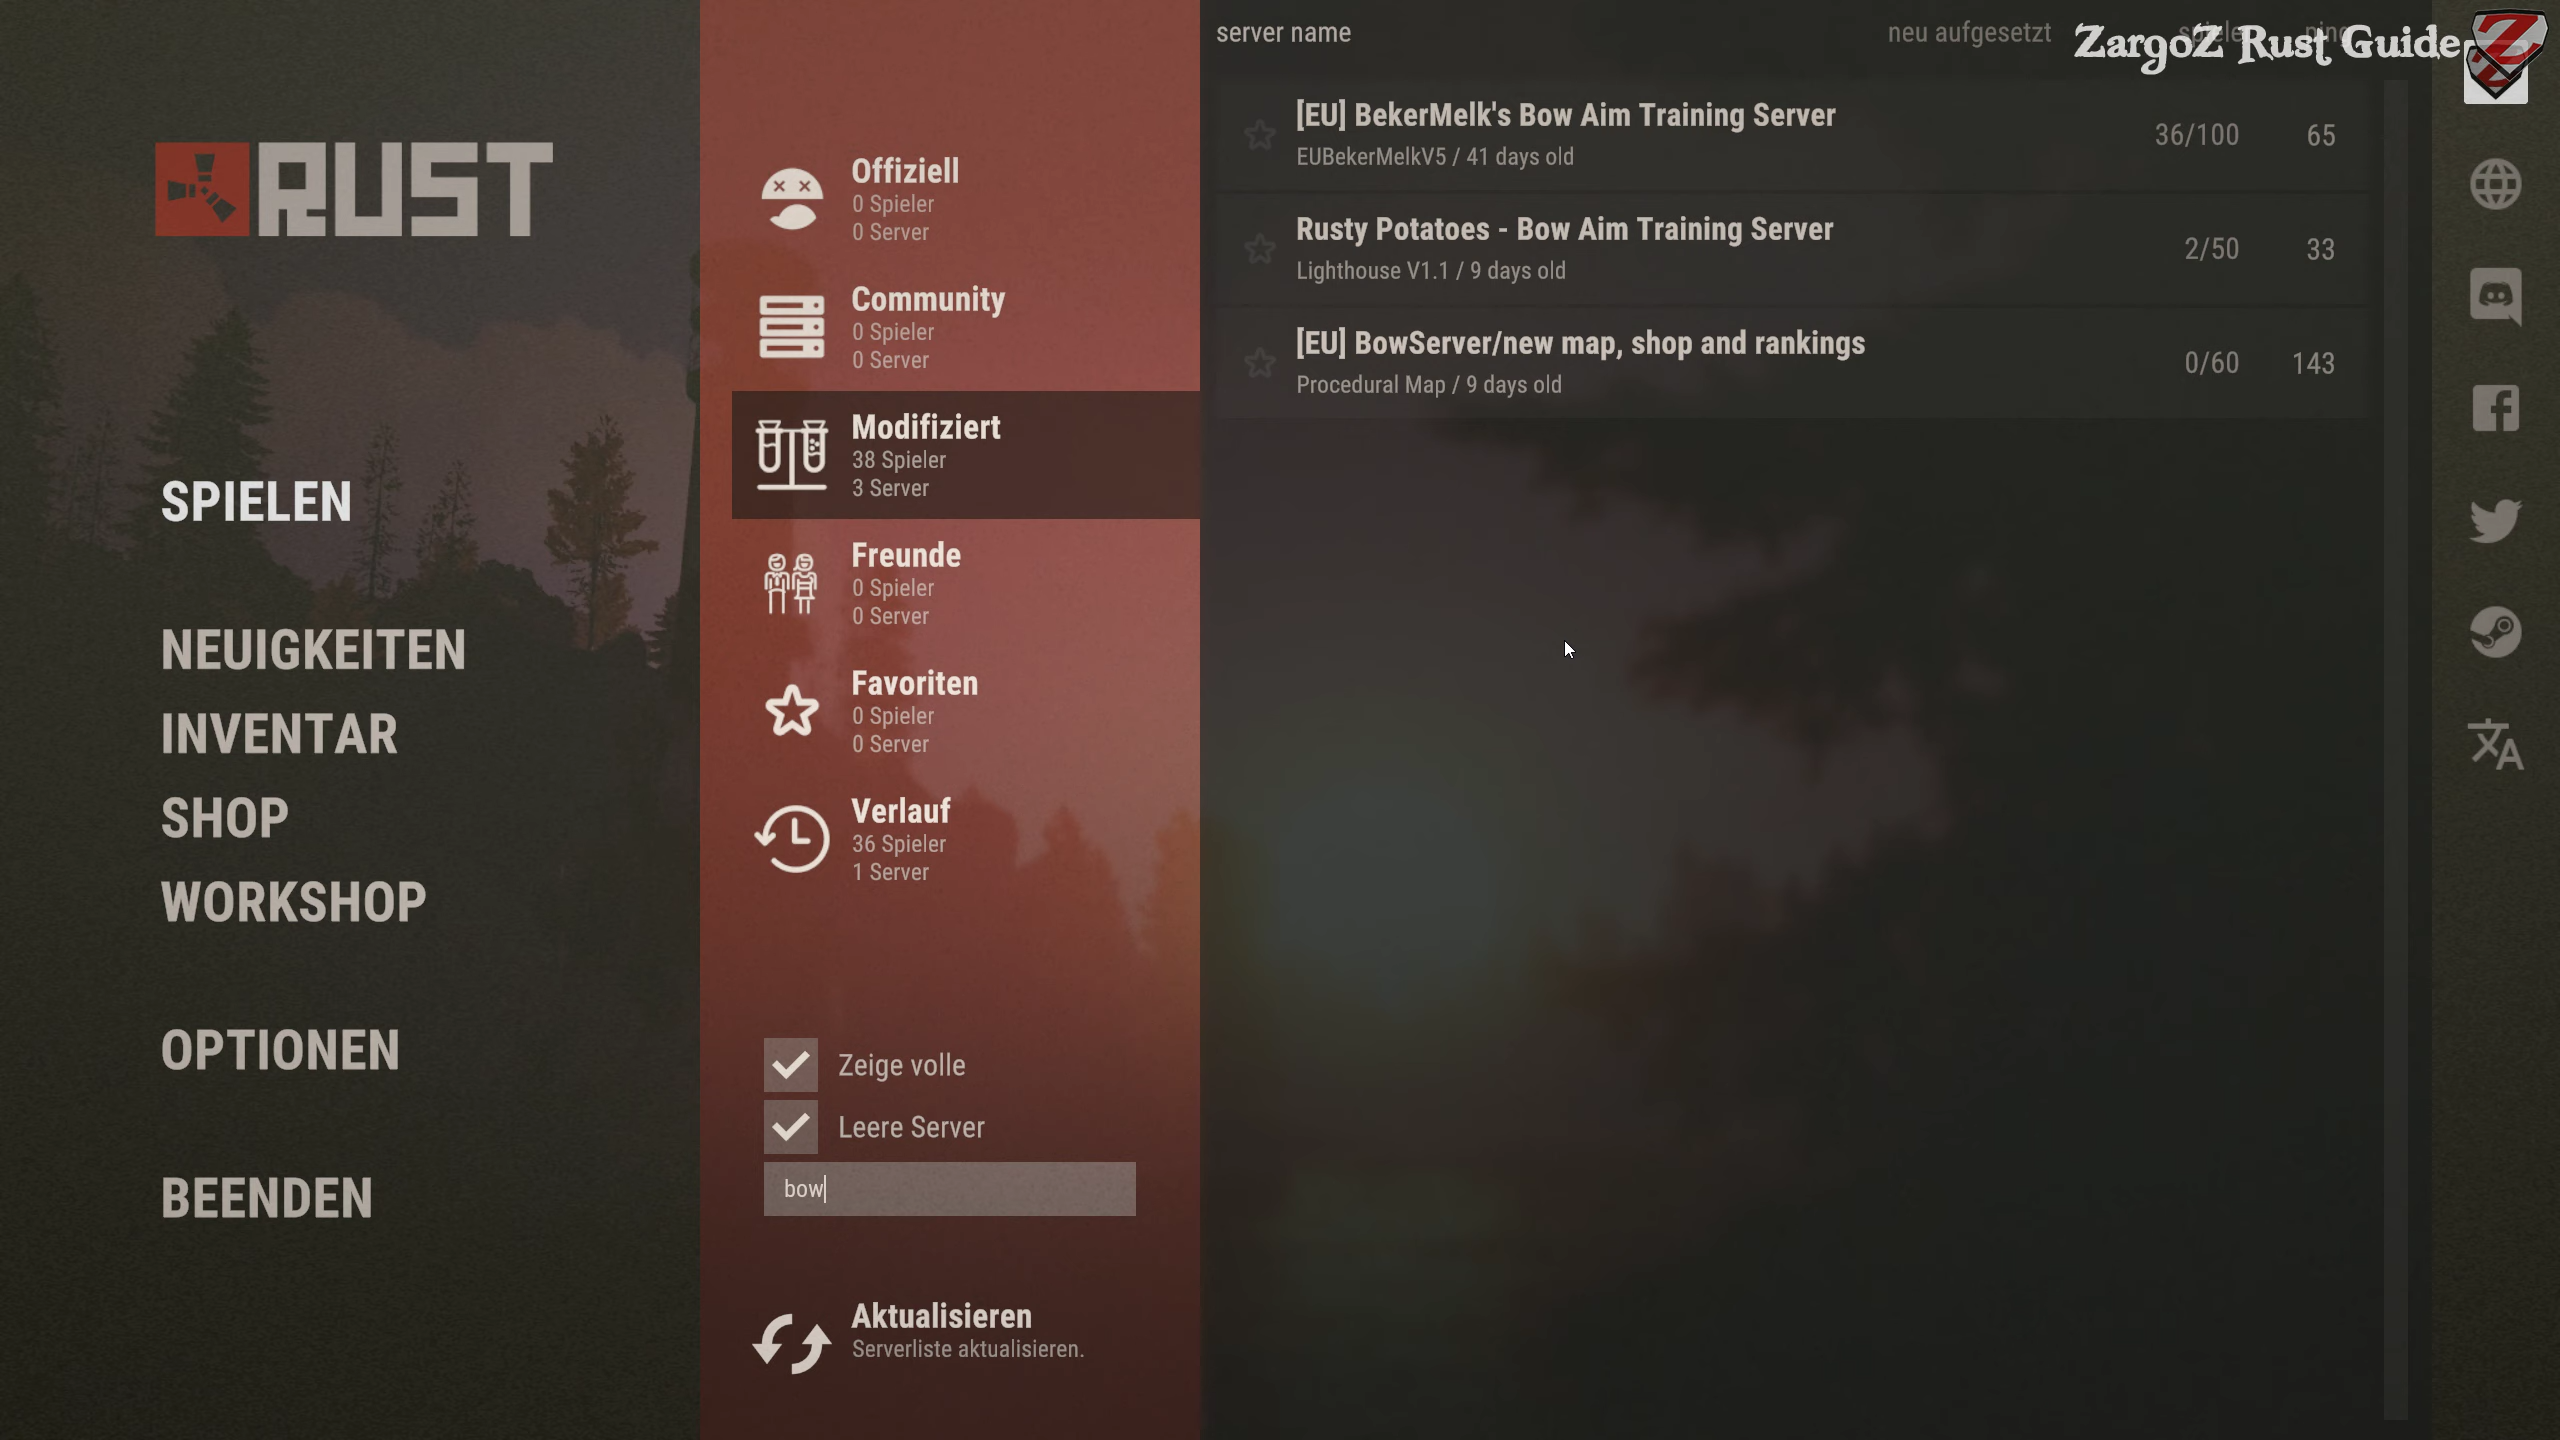 RUST
SPIELEN
NEUIGKEITEN
INVENTAR
SHOP
WORKSHOP
OPTIONEN
BEENDEN
Offiziell
0 Spieler
0 Server
Community
0 Spieler
0 Server
Modifiziert
38 Spieler
3 Server
Freunde
0 Spieler
0 Server
Favoriten
0 Spieler
0 Server
Verlauf
36 Spieler
1 Server
Zeige volle
Leere Server
bow
Aktualisieren
Serverliste aktualisieren.
server name neu aufgesetzt spieler ping
ZargoZ Rust Guide
[EU] BekerMelk's Bow Aim Training Server 36/100 65
EUBekerMelkV5 / 41 days old
Rusty Potatoes - Bow Aim Training Server 2/50 33
Lighthouse V1.1 / 9 days old
[EU] BowServer/new map, shop and rankings 0/60 143
Procedural Map / 9 days old